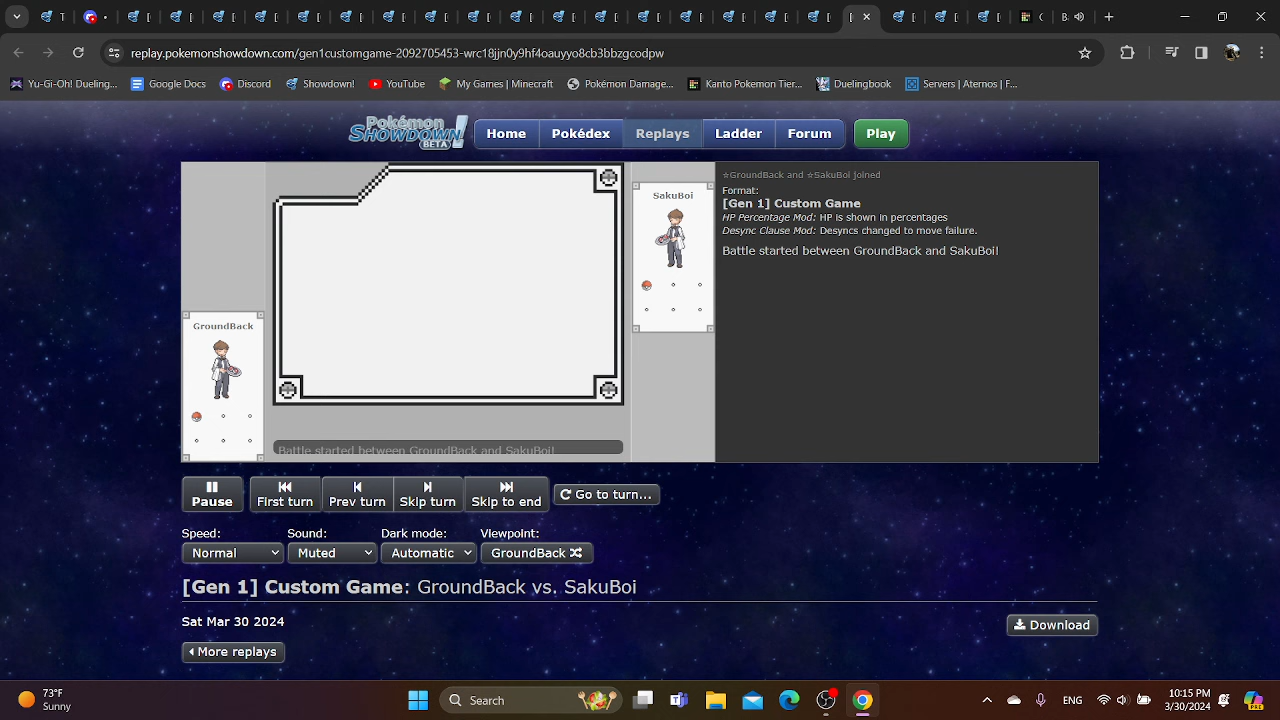 replay.pokemonshowdown.com/gen1customgame-2092705453-wrc18jjn0y9hf4oauyyo8cb3bbzgcodpw
Yu-Gi-Oh! Dueling...
Google Docs
Discord
Showdown!
YouTube
My Games | Minecraft
Pokémon Damage...
Kanto Pokemon Tierz...
Duelingbook
Servers | Aternos | F...
Pokémon
SHOWDOWN!
BETA
Home
Pokédex
Replays
Ladder
Forum
Play
GroundBack
SakuBoi
☆GroundBack and ☆SakuBoi joined
Format:
[Gen 1] Custom Game
HP Percentage Mod: HP is shown in percentages
Desync Clause Mod: Desyncs changed to move failure.
Battle started between GroundBack and SakuBoi!
Battle started between GroundBack and SakuBoi!
Pause
First turn
Prev turn
Skip turn
Skip to end
Go to turn...
Speed:
Sound:
Dark mode:
Viewpoint:
Normal
Muted
Automatic
GroundBack
[Gen 1] Custom Game: GroundBack vs. SakuBoi
Sat Mar 30 2024
Download
More replays
73°F
Sunny
Search
ENG
10:15 PM
3/30/2024
PRE